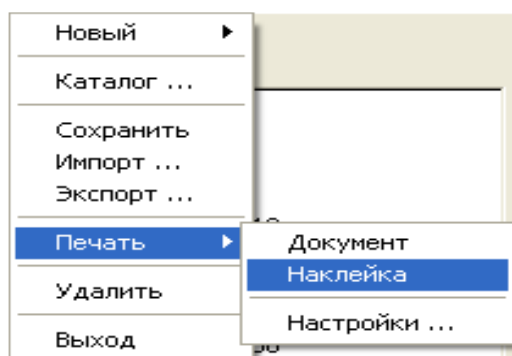 Новый
Каталог ...
Сохранить
Импорт ...
Экспорт ...
Печать
Документ
Наклейка
Удалить
Настройки ...
Выход